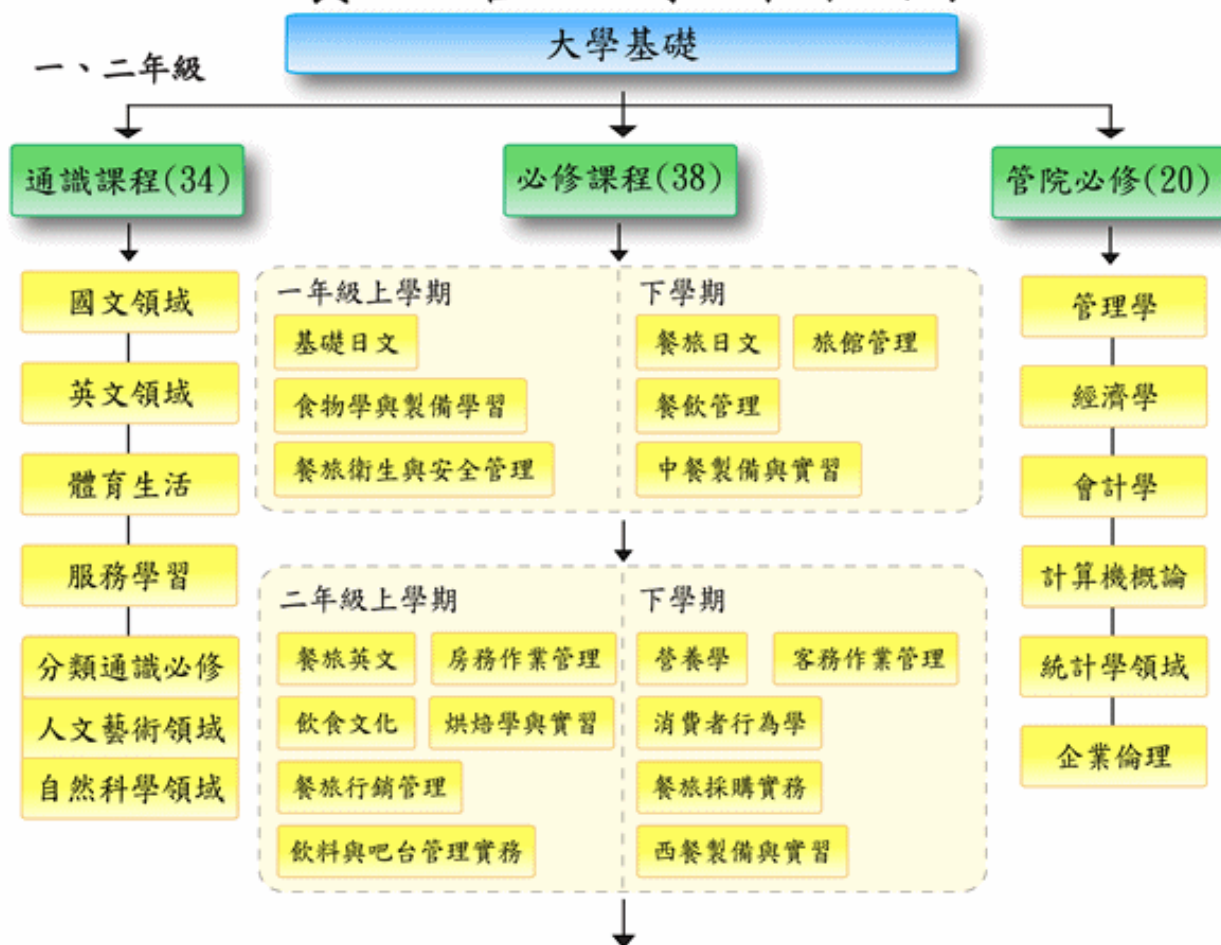 大學基礎
一、二年級
通識課程(34)
必修課程(38)
管院必修(20)
國文領域
英文領域
體育生活
服務學習
分類通識必修
人文藝術領域
自然科學領域
一年級上學期
基礎日文
食物學與製備學習
餐旅衛生與安全管理
下學期
餐旅日文
旅館管理
餐飲管理
中餐製備與實習
二年級上學期
餐旅英文
房務作業管理
飲食文化
烘焙學與實習
餐旅行銷管理
飲料與吧台管理實務
下學期
營養學
客務作業管理
消費者行為學
餐旅採購實務
西餐製備與實習
管理學
經濟學
會計學
計算機概論
統計學領域
企業倫理